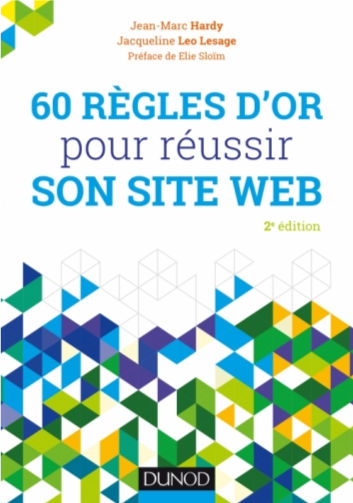 Jean-Marc Hardy
Jacqueline Leo Lesage
Préface de Elie Sloïm
60 RÈGLES D'OR
pour réussir
SON SITE WEB
2e édition
DUNOD